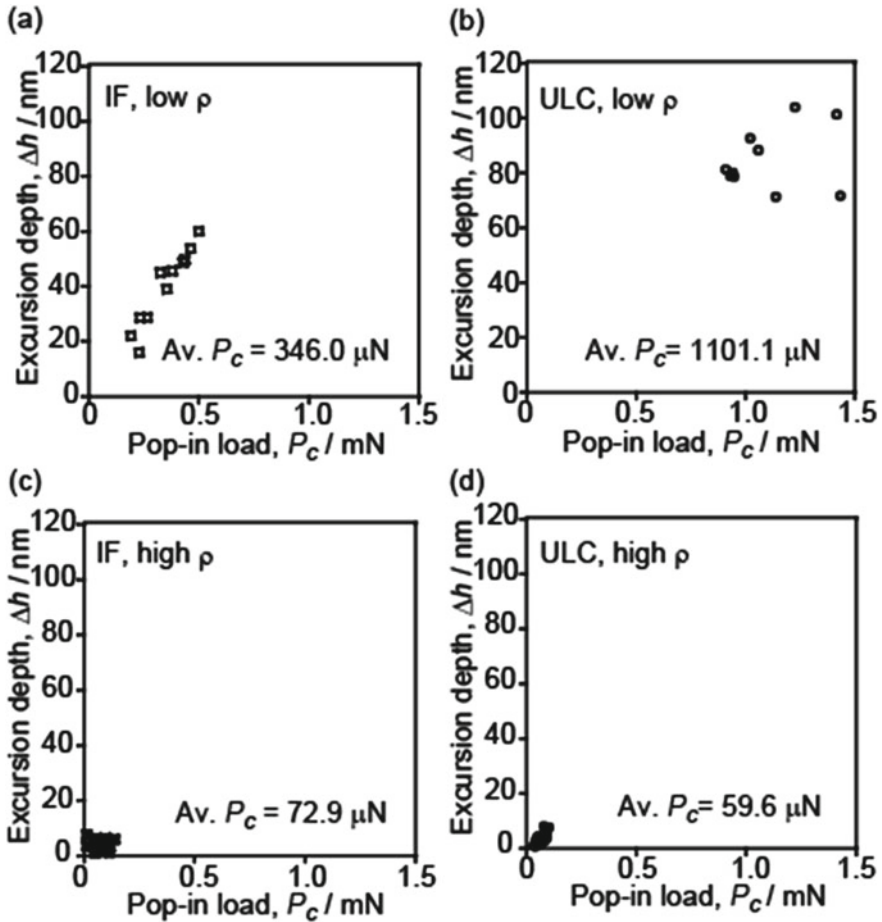 (a)
120
100
80
60
40
20
0
Excursion depth, Δh / nm
IF, low ρ
Av. Pc = 346.0 μN
0 0.5 1.0 1.5
Pop-in load, Pc / mN
(b)
120
100
80
60
40
20
0
Excursion depth, Δh / nm
ULC, low ρ
Av. Pc= 1101.1 μN
0 0.5 1.0 1.5
Pop-in load, Pc / mN
(c)
120
100
80
60
40
20
0
Excursion depth, Δh / nm
IF, high ρ
Av. Pc = 72.9 μN
0 0.5 1.0 1.5
Pop-in load, Pc / mN
(d)
120
100
80
60
40
20
0
Excursion depth, Δh / nm
ULC, high ρ
Av. Pc= 59.6 μN
0 0.5 1.0 1.5
Pop-in load, Pc / mN